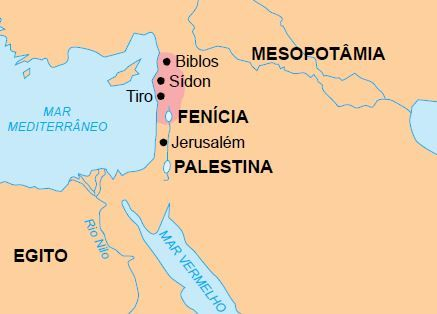 MESOPOTÂMIA
Biblos
Sídon
Tiro
MAR
MEDITERRÂNEO
FENÍCIA
Jerusalém
PALESTINA
Rio Nilo
EGITO
MAR VERMELHO